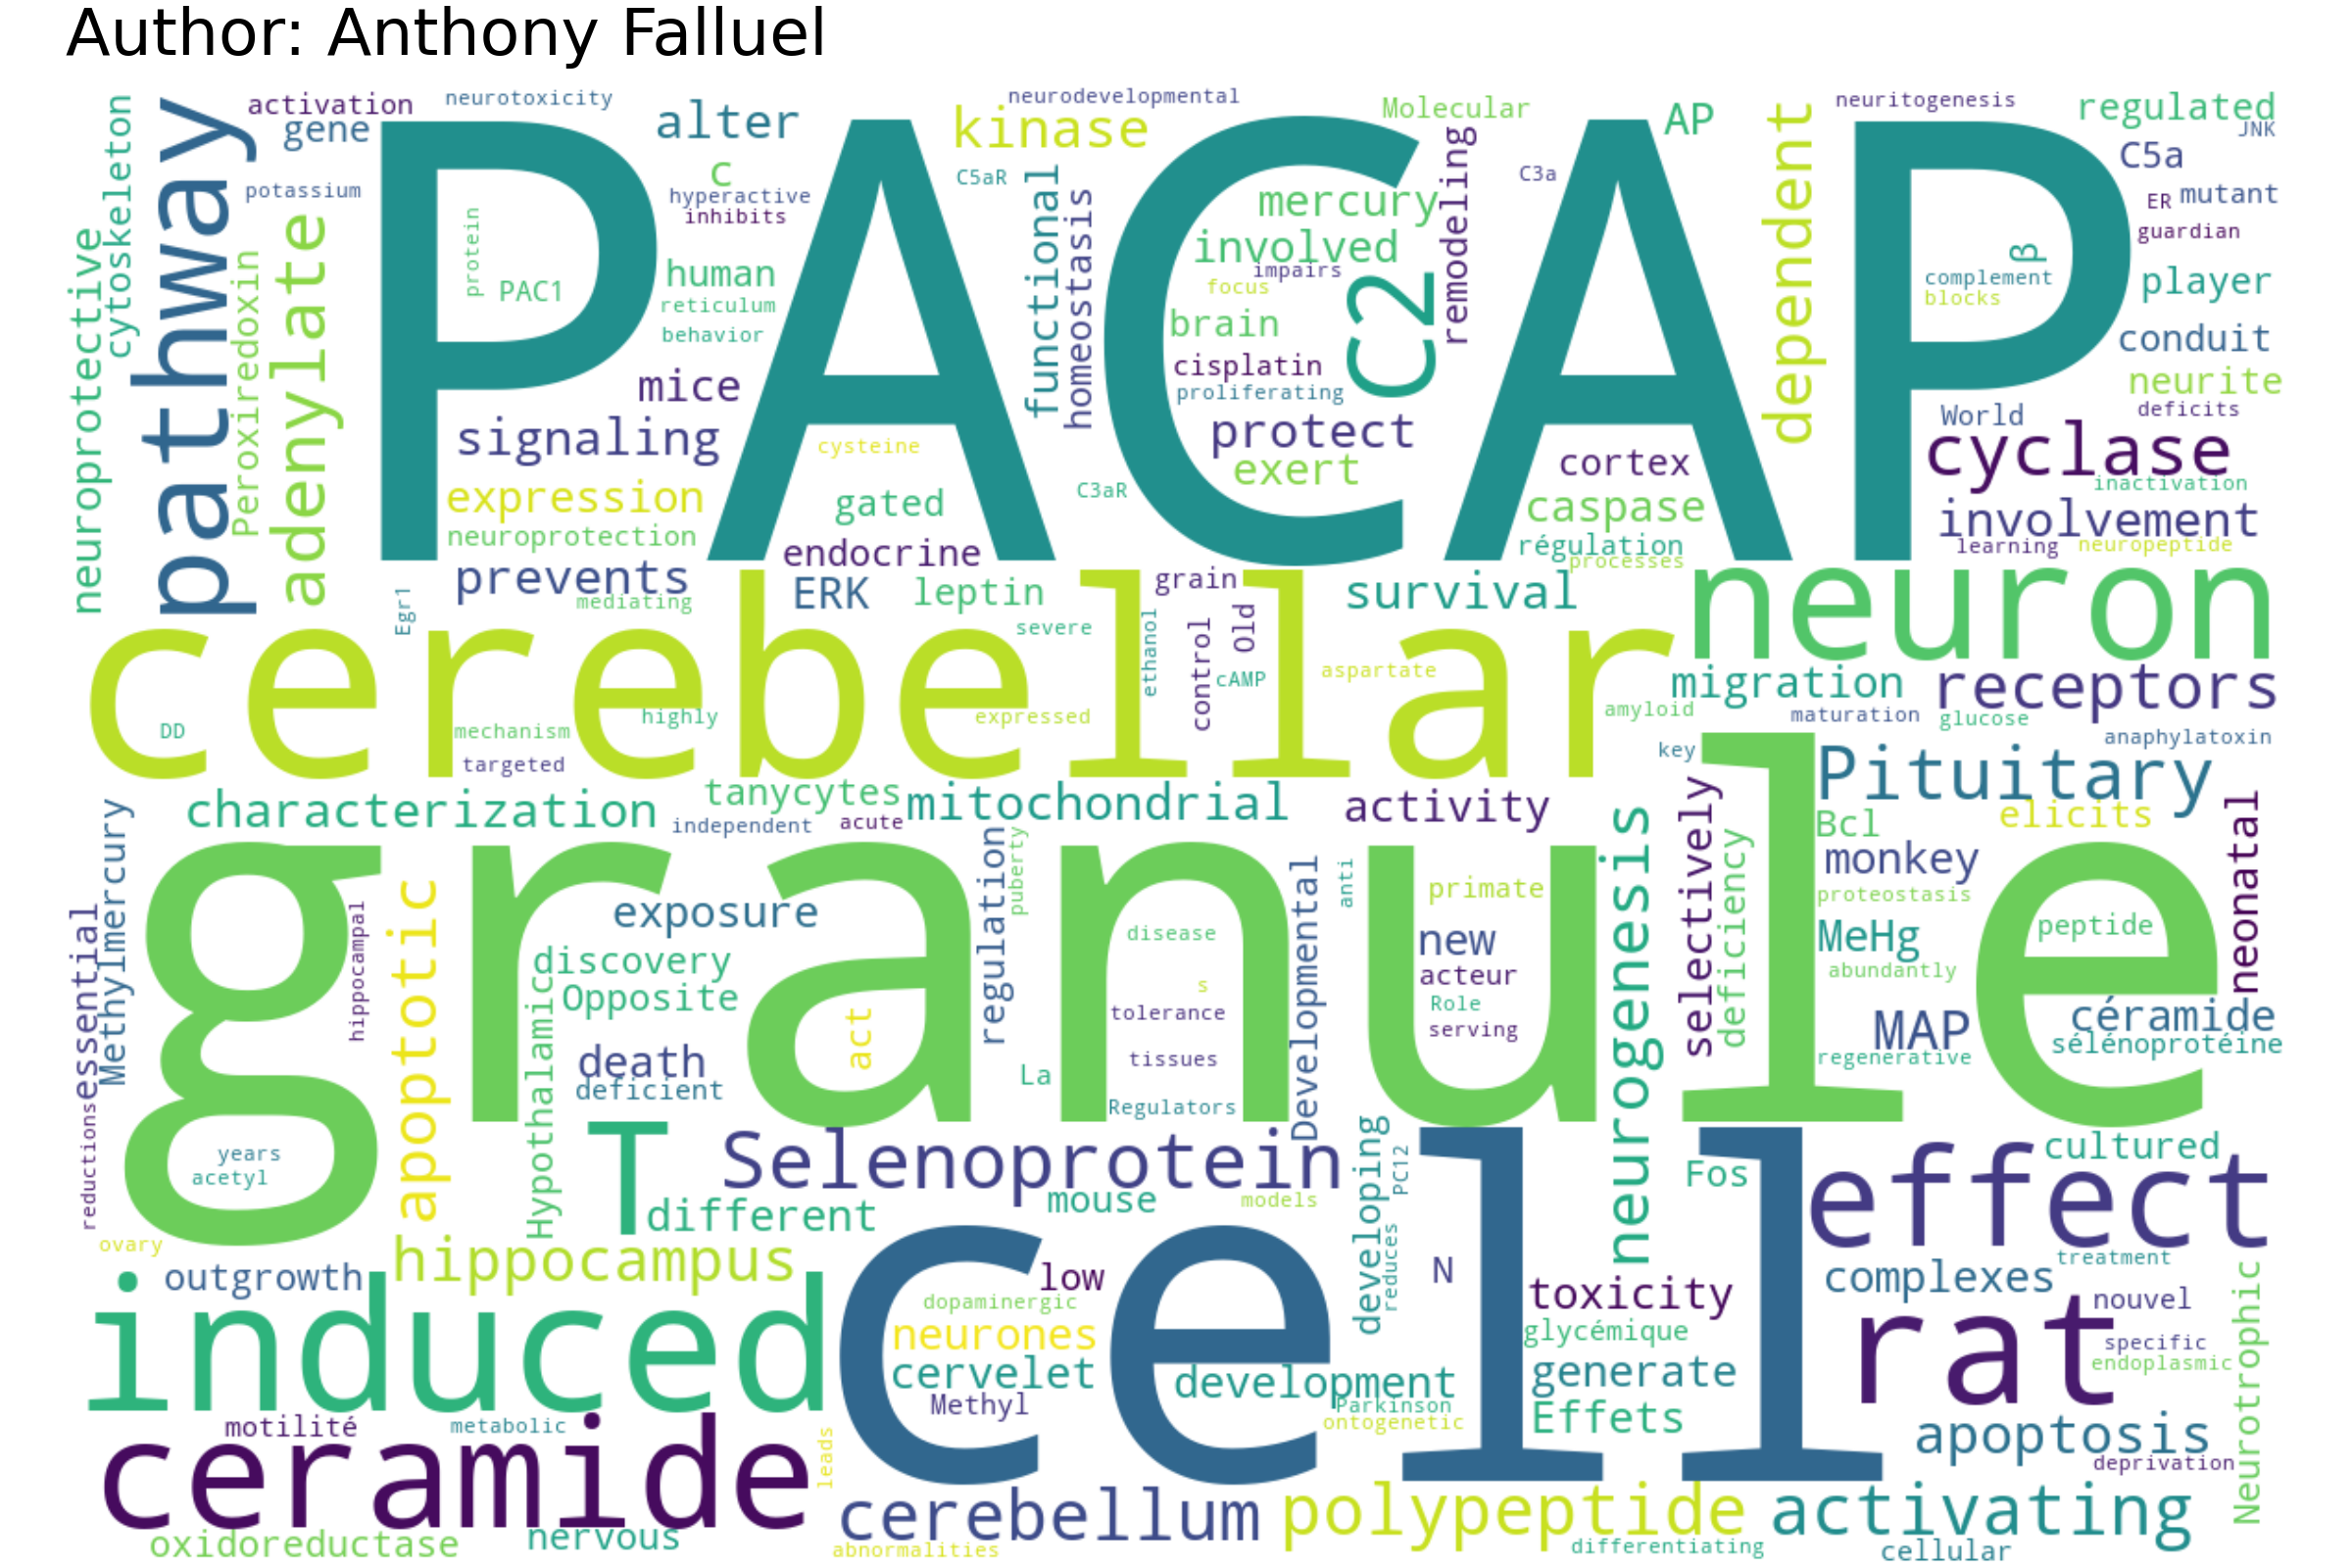 Author: Anthony Falluel
activation
neurotoxicity
neurodevelopmental
Molecular
AP
neuritogenesis
regulated
gene
alter
kinase
JNK
cytoskeleton
pathway
PACAP
dependent
C5a
c
C5aR
C3a
potassium
hyperactive
inhibits
functional
homeostasis
mercury
remodeling
ER
mutant
guardian
neuroprotective
Peroxiredoxin
adenylate
protein
PAC1
human
reticulum
behavior
involved
impairs
focus
C2
β
complement
blocks
player
brain
conduit
cisplatin
proliferating
mice
neurite
deficits
World
signaling
cysteine
protect
exert
cortex
cyclase
inactivation
expression
gated
C3aR
caspase
involvement
neuroprotection
endocrine
régulation
processes
learning
neuropeptide
prevents
mediating
ERK
leptin
grain
survival
neuron
Egr1
cerebellar
severe
ethanol
control
Old
cAMP
aspartate
migration
receptors
DD
mechanism
highly
expressed
amyloid
maturation
glucose
targeted
key
anaphylatoxin
Pituitary
characterization
tanycytes
mitochondrial
activity
independent
acute
selectively
Bcl
elicits
neonatal
Methylmercury
granule
regulation
puberty
Developmental
anti
neurogenesis
deficiency
monkey
essential
hippocampal
apoptotic
exposure
primate
proteostasis
discovery
disease
new
MeHg
peptide
Opposite
s
acteur
abundantly
Hypothalamic
act
tolerance
Role
serving
MAP
céramide
death
tissues
regenerative
sélénoprotéine
deficient
La
Regulators
reductions
years
acetyl
T
Selenoprotein
developing
PC12
cell
Fos
effect
cultured
different
mouse
models
ovary
hippocampus
reduces
N
outgrowth
low
toxicity
complexes
treatment
induced
dopaminergic
neurones
glycémique
rat
nouvel
Neurotrophic
cervelet
development
generate
specific
endoplasmic
Methyl
Parkinson
ontogenetic
Effets
motilité
metabolic
ceramide
leads
apoptosis
deprivation
cerebellum
polypeptide
activating
oxidoreductase
nervous
abnormalities
differentiating
cellular